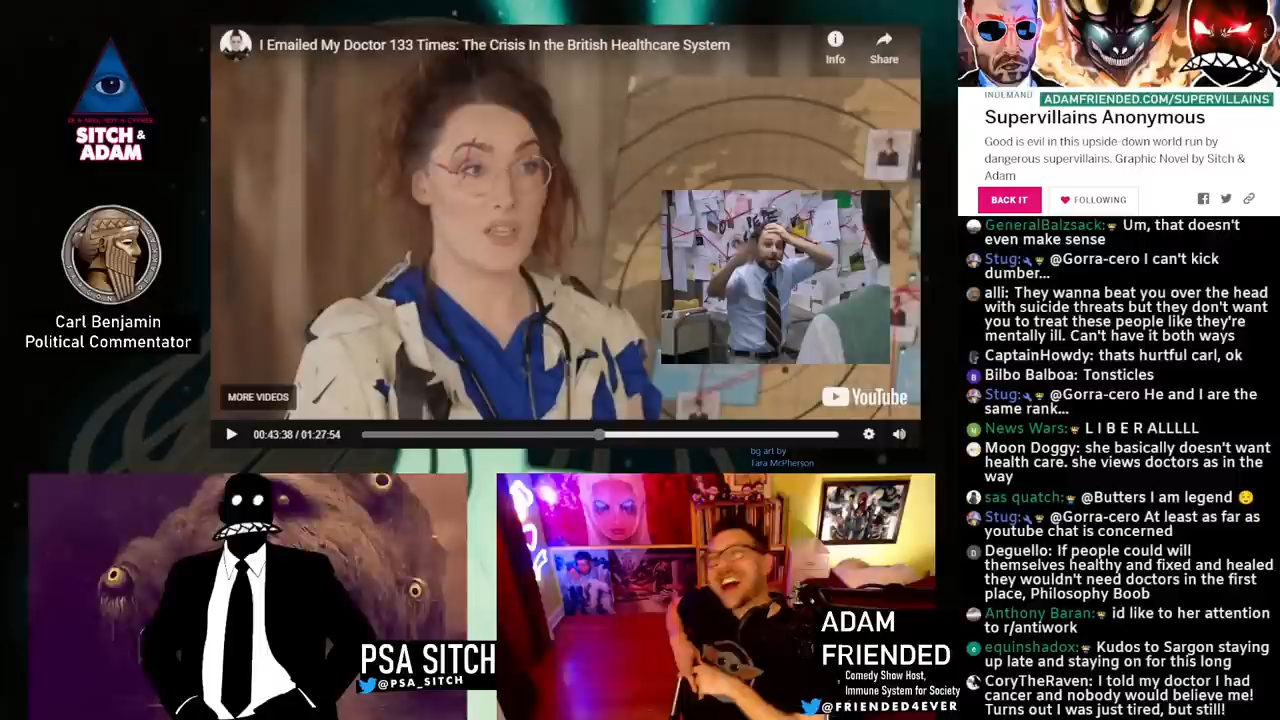 I Emailed My Doctor 133 Times: The Crisis In the British Healthcare System
Info
Share
SITCH &
ADAM
Carl Benjamin
Political Commentator
MORE VIDEOS
YouTube
00:43:38 / 01:27:54
bg art by
Tara McPherson
PSA SITCH
@PSA_SITCH
ADAM
FRIENDED
Comedy Show Host,
Immune System for Society
@FRIENDED4EVER
INDEMAND
ADAMFRIENDED.COM/SUPERVILLAINS
Supervillains Anonymous
Good is evil in this upside-down world run by
dangerous supervillains. Graphic Novel by Sitch &
Adam
BACK IT
FOLLOWING
GeneralBalzsack: Um, that doesn't
even make sense
Stug: @Gorra-cero I can't kick
dumber...
alli: They wanna beat you over the head
with suicide threats but they don't want
you to treat these people like they're
mentally ill. Can't have it both ways
CaptainHowdy: thats hurtful carl, ok
Bilbo Balboa: Tonsticles
Stug: @Gorra-cero He and I are the
same rank...
News Wars: L I B E R ALLLLL
Moon Doggy: she basically doesn't want
health care. she views doctors as in the
way
sas quatch: @Butters I am legend 😌
Stug: @Gorra-cero At least as far as
youtube chat is concerned
Deguello: If people could will
themselves healthy and fixed and healed
they wouldn't need doctors in the first
place, Philosophy Boob
Anthony Baran: id like to her attention
to r/antiwork
equinshadox: Kudos to Sargon staying
up late and staying on for this long
CoryTheRaven: I told my doctor I had
cancer and nobody would believe me!
Turns out I was just tired, but still!